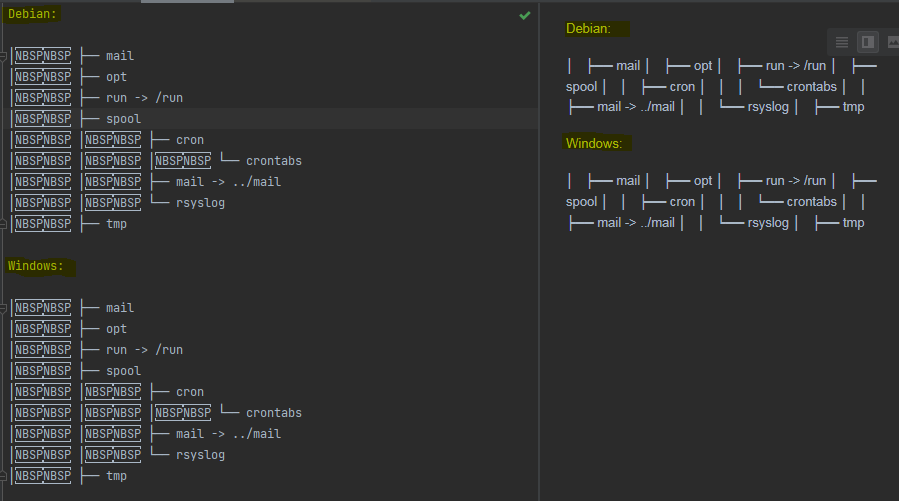 Debian:
│NBSPNBSP ├── mail
│NBSPNBSP ├── opt
│NBSPNBSP ├── run -> /run
│NBSPNBSP ├── spool
│NBSPNBSP │NBSPNBSP ├── cron
│NBSPNBSP │NBSPNBSP │NBSPNBSP └── crontabs
│NBSPNBSP │NBSPNBSP ├── mail -> ../mail
│NBSPNBSP │NBSPNBSP └── rsyslog
│NBSPNBSP ├── tmp
Windows:
│NBSPNBSP ├── mail
│NBSPNBSP ├── opt
│NBSPNBSP ├── run -> /run
│NBSPNBSP ├── spool
│NBSPNBSP │NBSPNBSP ├── cron
│NBSPNBSP │NBSPNBSP │NBSPNBSP └── crontabs
│NBSPNBSP │NBSPNBSP ├── mail -> ../mail
│NBSPNBSP │NBSPNBSP └── rsyslog
│NBSPNBSP ├── tmp
Debian:
│ ├── mail │ ├── opt │ ├── run -> /run │ ├──
spool │ │ ├── cron │ │ │ └── crontabs │ │
├── mail -> ../mail │ │ └── rsyslog │ ├── tmp
Windows:
│ ├── mail │ ├── opt │ ├── run -> /run │ ├──
spool │ │ ├── cron │ │ │ └── crontabs │ │
├── mail -> ../mail │ │ └── rsyslog │ ├── tmp